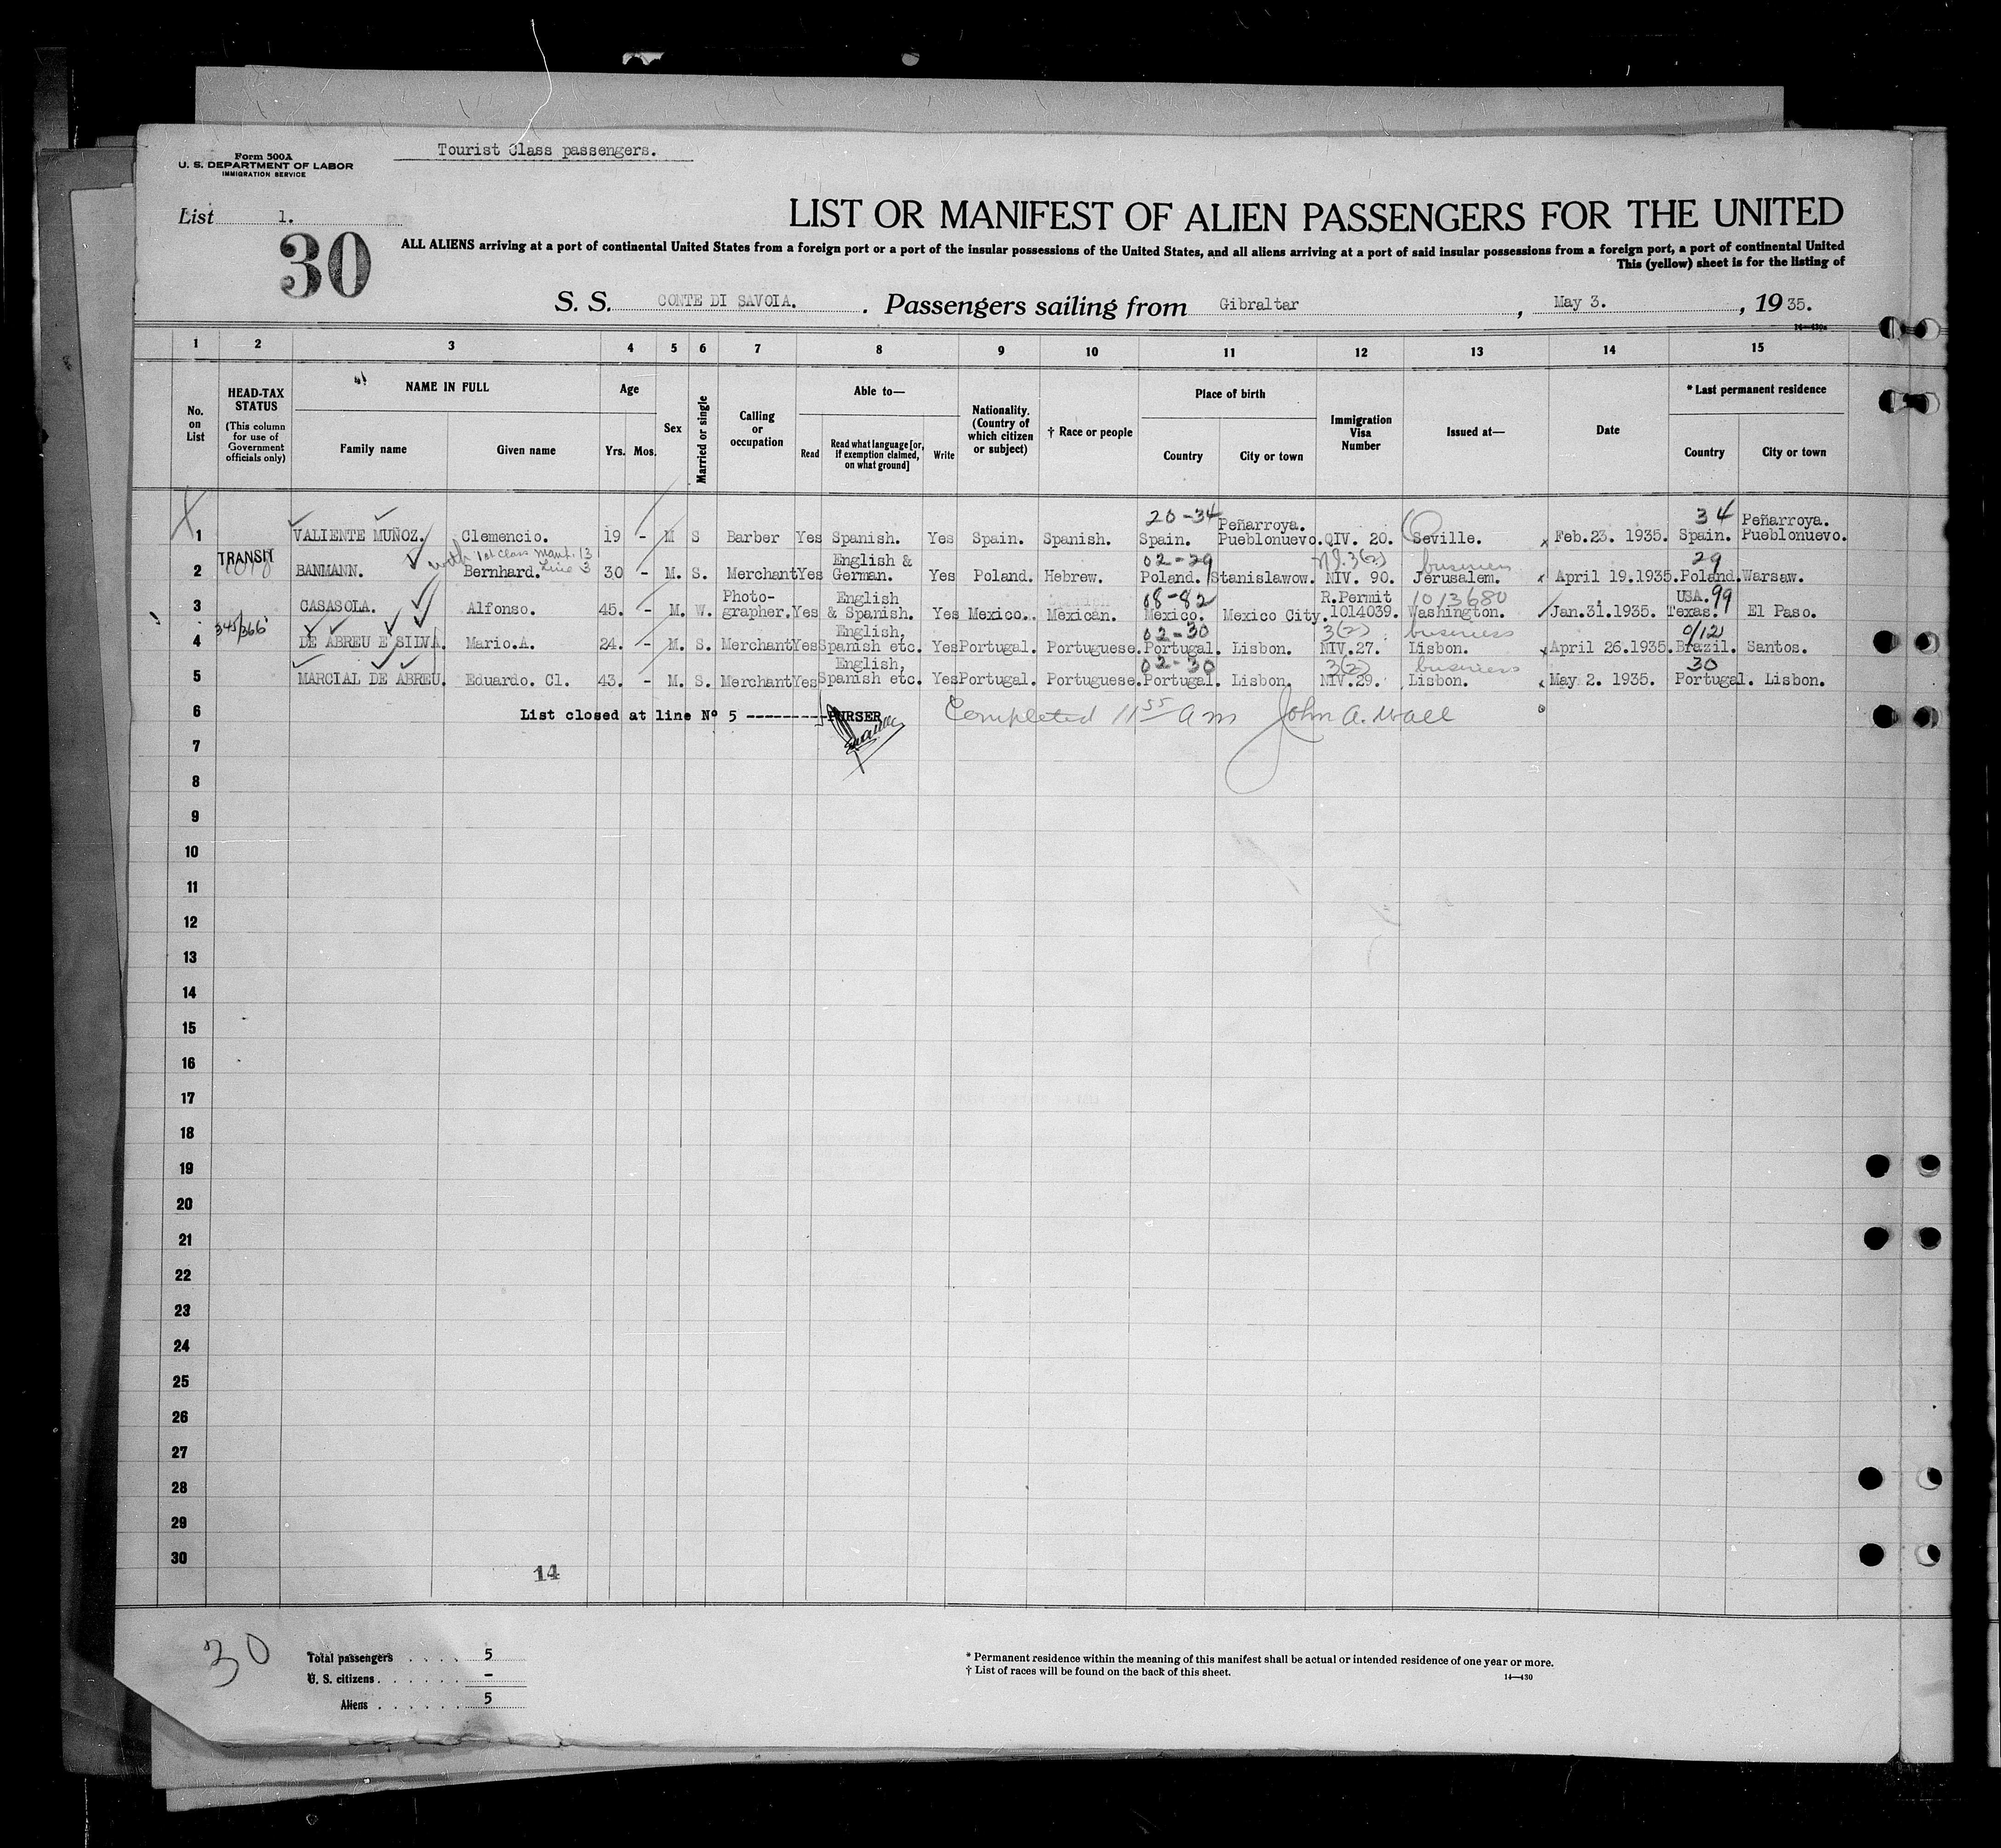 Form 500A
U. S. DEPARTMENT OF LABOR
IMMIGRATION SERVICE
Tourist Class passengers.
List 1.
30
LIST OR MANIFEST OF ALIEN PASSENGERS FOR THE UNITED
ALL ALIENS arriving at a port of continental United States from a foreign port or a port of the insular possessions of the United States, and all aliens arriving at a port of said insular possessions from a foreign port, a port of continental United
This (yellow) sheet is for the listing of
S. S. CONTE DI SAVOIA. Passengers sailing from Gibraltar, May 3., 1935.
14—430a
1 2 3 4 5 6 7 8 9 10 11 12 13 14 15
No. on List
HEAD-TAX STATUS (This column for use of Government officials only)
NAME IN FULL
Family name Given name
Age
Yrs. Mos.
Sex
Married or single
Calling or occupation
Able to—
Read Read what language [or, if exemption claimed, on what ground] Write
Nationality. (Country of which citizen or subject)
† Race or people
Place of birth
Country City or town
Immigration Visa Number
Issued at—
Date
* Last permanent residence
Country City or town
20-34 34
1 VALIENTE MUÑOZ. Clemencio. 19 - M S Barber Yes Spanish. Yes Spain. Spanish. Spain. Peñarroya. Pueblonuevo. QIV. 20. Seville. Feb.23. 1935. Spain. Peñarroya. Pueblonuevo.
TRANSIT with 1st Class Manf. 13 Line 3 02-29 3(2) business 29
2 BANMANN. Bernhard. 30 - M. S. Merchant Yes English & German. Yes Poland. Hebrew. Poland. Stanislawow. NIV. 90. Jerusalem. April 19.1935. Poland. Warsaw.
08-82 1013680 99
3 CASASOLA. Alfonso. 45. - M. W. Photo-grapher. Yes English & Spanish. Yes Mexico. Mexican. Mexico. Mexico City. R.Permit 1014039. Washington. Jan.31.1935. USA. Texas. El Paso.
345/366 02-30 3(2) business 0/12
4 DE ABREU E SILVA. Mario.A. 24. - M. S. Merchant Yes English, Spanish etc. Yes Portugal. Portuguese. Portugal. Lisbon. NIV.27. Lisbon. April 26.1935. Brazil. Santos.
02-30 3(2) business 30
5 MARCIAL DE ABREU. Eduardo. Cl. 43. - M. S. Merchant Yes English, Spanish etc. Yes Portugal. Portuguese. Portugal. Lisbon. NIV.29. Lisbon. May 2. 1935. Portugal. Lisbon.
6 List closed at line Nº 5 --------- PURSER Completed 11 55 am John A. Wall
7
8
9
10
11
12
13
14
15
16
17
18
19
20
21
22
23
24
25
26
27
28
29
30
14
30
Total passengers . . . . 5
U. S. citizens . . . . . . -
Aliens . . . . . . 5
* Permanent residence within the meaning of this manifest shall be actual or intended residence of one year or more.
† List of races will be found on the back of this sheet.
14—430